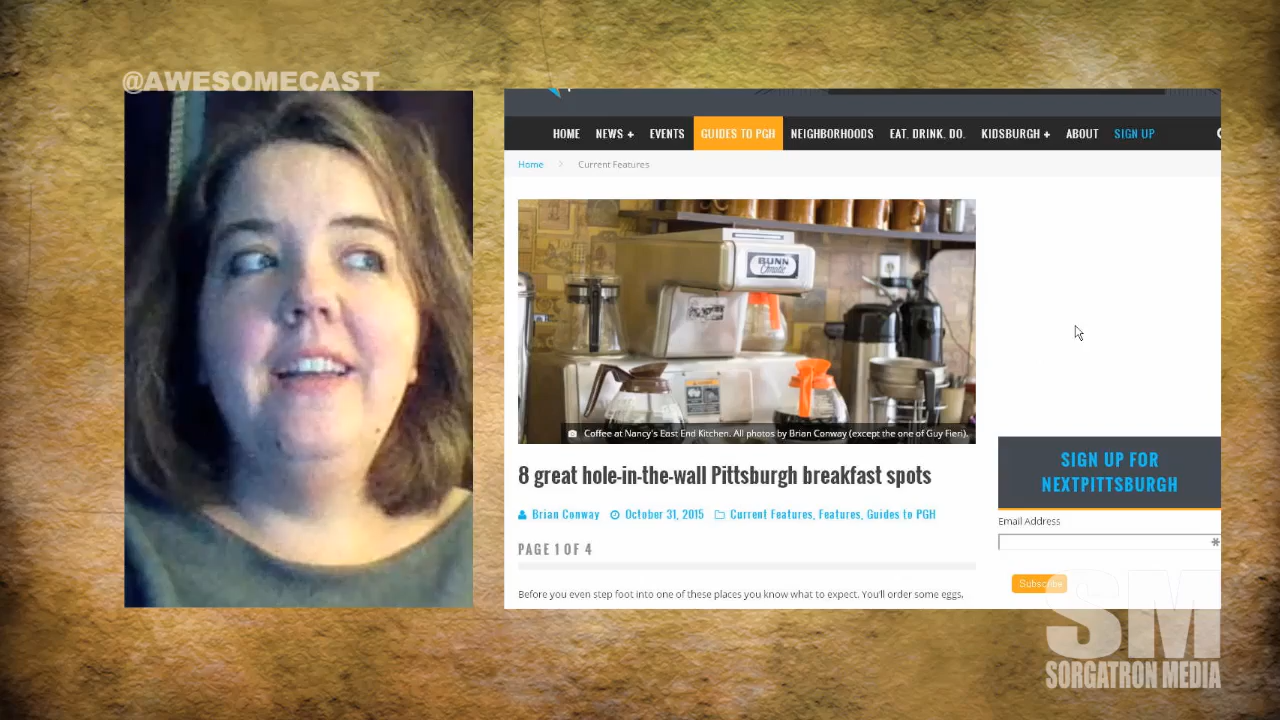 @AWESOMECAST
HOME NEWS + EVENTS GUIDES TO PGH NEIGHBORHOODS EAT. DRINK. DO. KIDSBURGH + ABOUT SIGN UP
Home > Current Features
BUNN
Omatic
Coffee at Nancy's East End Kitchen. All photos by Brian Conway (except the one of Guy Fieri).
8 great hole-in-the-wall Pittsburgh breakfast spots
Brian Conway October 31, 2015 Current Features, Features, Guides to PGH
PAGE 1 OF 4
Before you even step foot into one of these places you know what to expect. You'll order some eggs,
SIGN UP FOR
NEXTPITTSBURGH
Email Address
*
Subscribe
SM
SORGATRON MEDIA